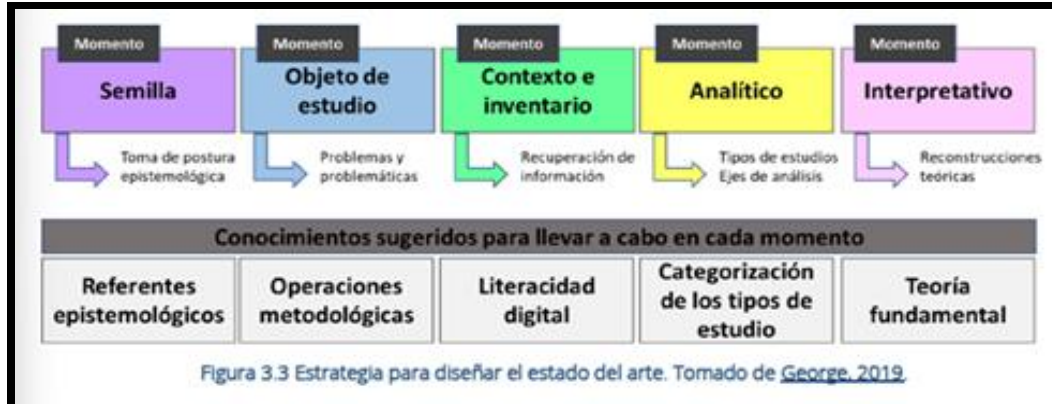 Momento
Semilla
Toma de postura
epistemológica
Momento
Objeto de
estudio
Problemas y
problemáticas
Momento
Contexto e
inventario
Recuperación de
información
Momento
Analítico
Tipos de estudios
Ejes de análisis
Momento
Interpretativo
Reconstrucciones
teóricas
Conocimientos sugeridos para llevar a cabo en cada momento
Referentes
epistemológicos
Operaciones
metodológicas
Literacidad
digital
Categorización
de los tipos de
estudio
Teoría
fundamental
Figura 3.3 Estrategia para diseñar el estado del arte. Tomado de George, 2019.